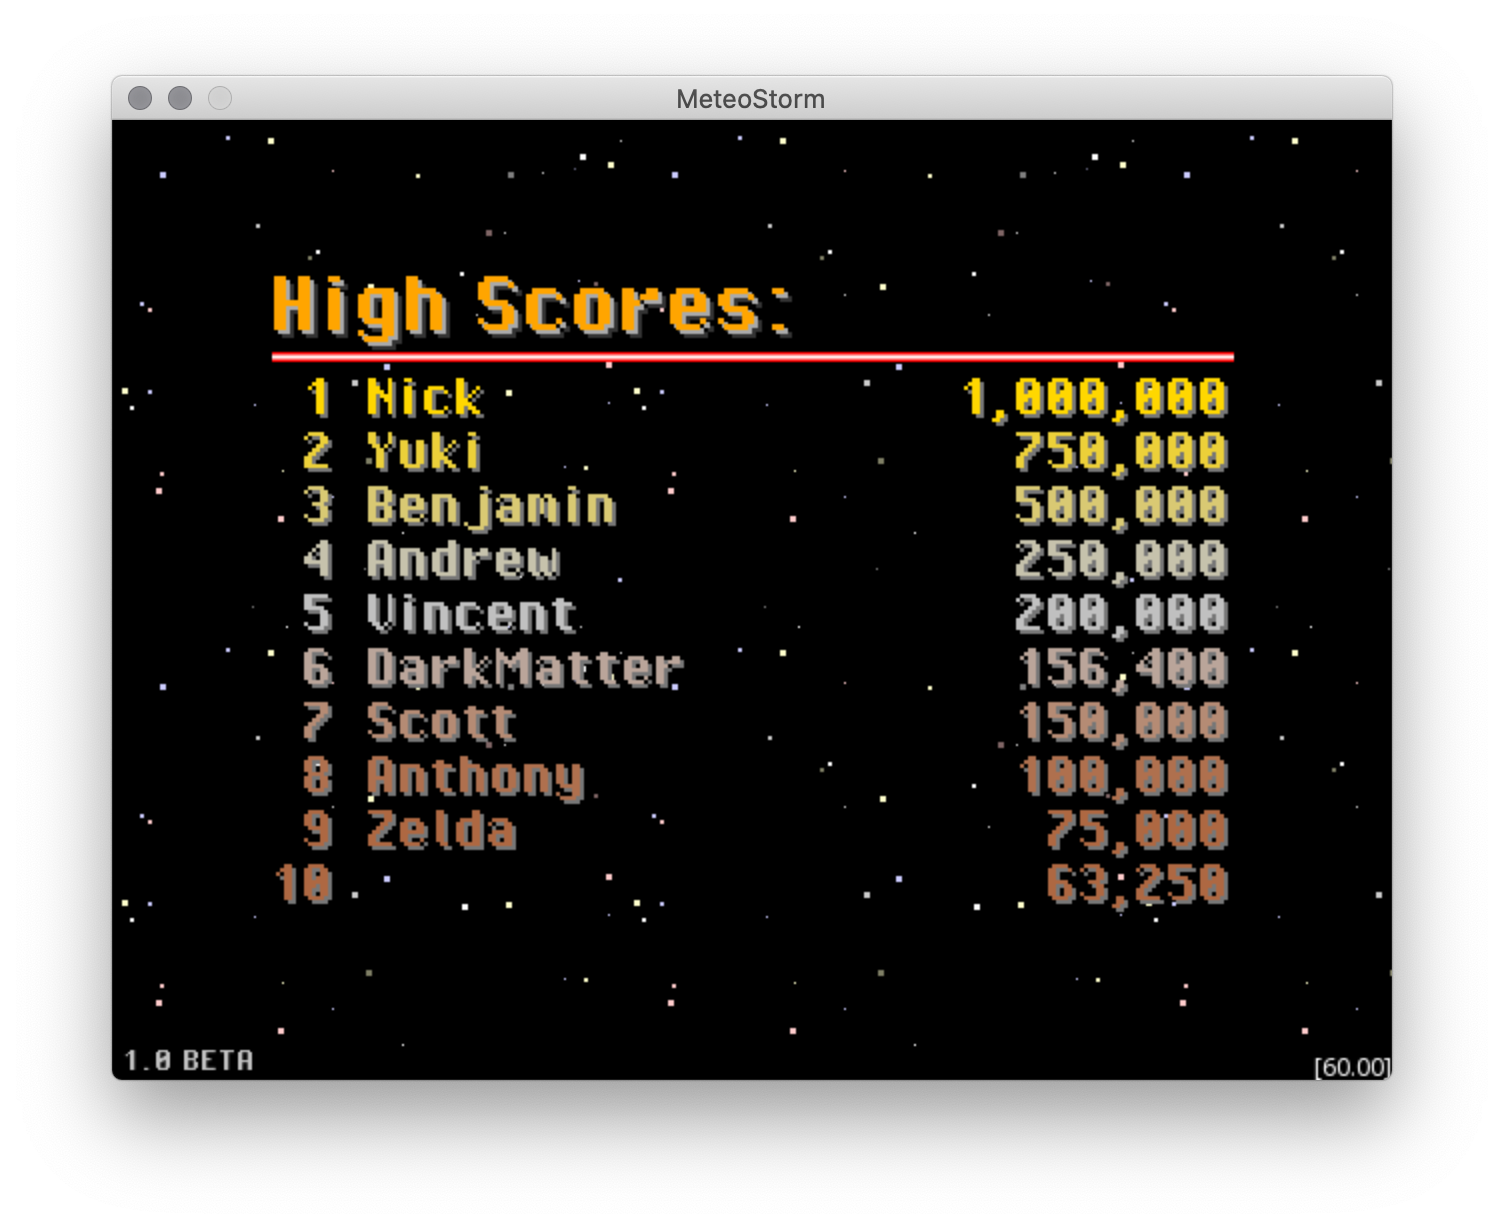 MeteoStorm
High Scores:
1 Nick 1,000,000
2 Yuki 750,000
3 Benjamin 500,000
4 Andrew 250,000
5 Vincent 200,000
6 DarkMatter 156,400
7 Scott 150,000
8 Anthony 100,000
9 Zelda 75,000
10 63,250
1.0 BETA
[60.00]